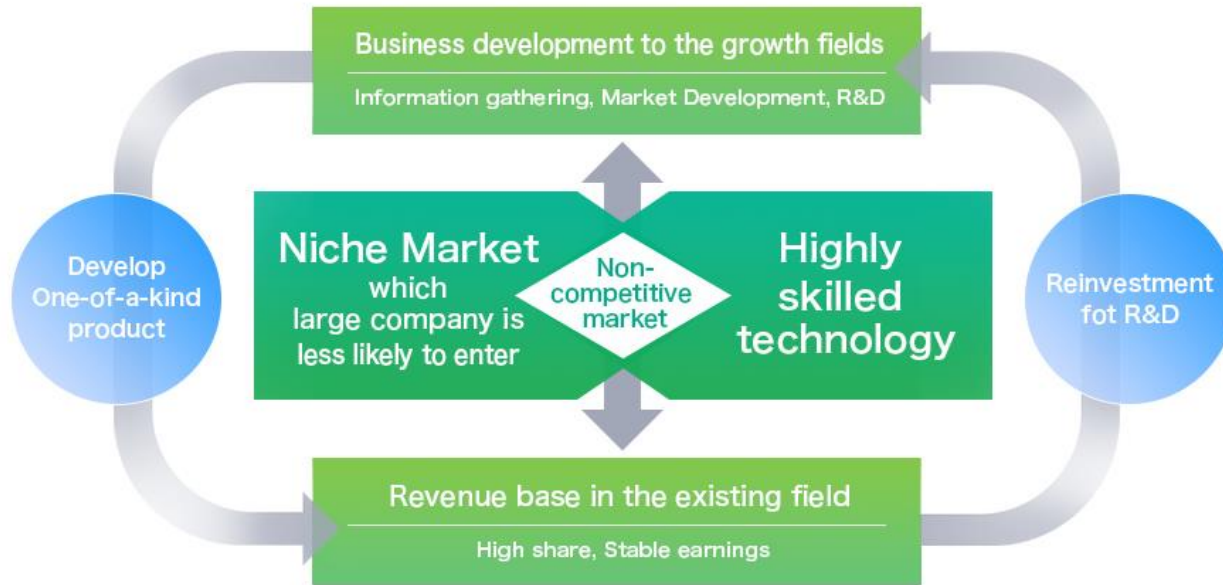 Business development to the growth fields
Information gathering, Market Development, R&D
Develop
One-of-a-kind
product
Niche Market
which
large company is
less likely to enter
Non-
competitive
market
Highly
skilled
technology
Reinvestment
fot R&D
Revenue base in the existing field
High share, Stable earnings